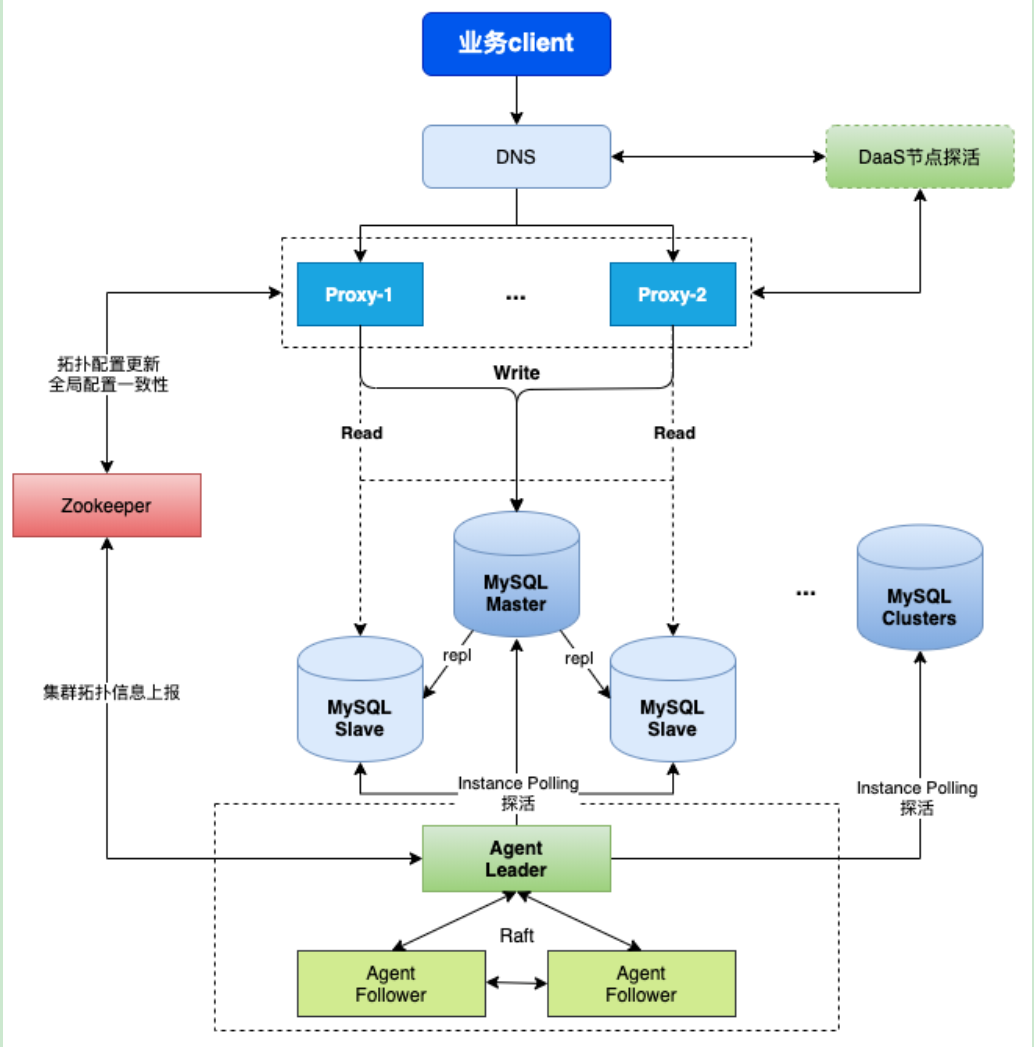 业务client
DNS
DaaS节点探活
Proxy-1
...
Proxy-2
拓扑配置更新
全局配置一致性
Write
Read
Read
Zookeeper
MySQL
Master
...
MySQL
Clusters
repl
repl
集群拓扑信息上报
MySQL
Slave
MySQL
Slave
Instance Polling
探活
Instance Polling
探活
Agent
Leader
Raft
Agent
Follower
Agent
Follower